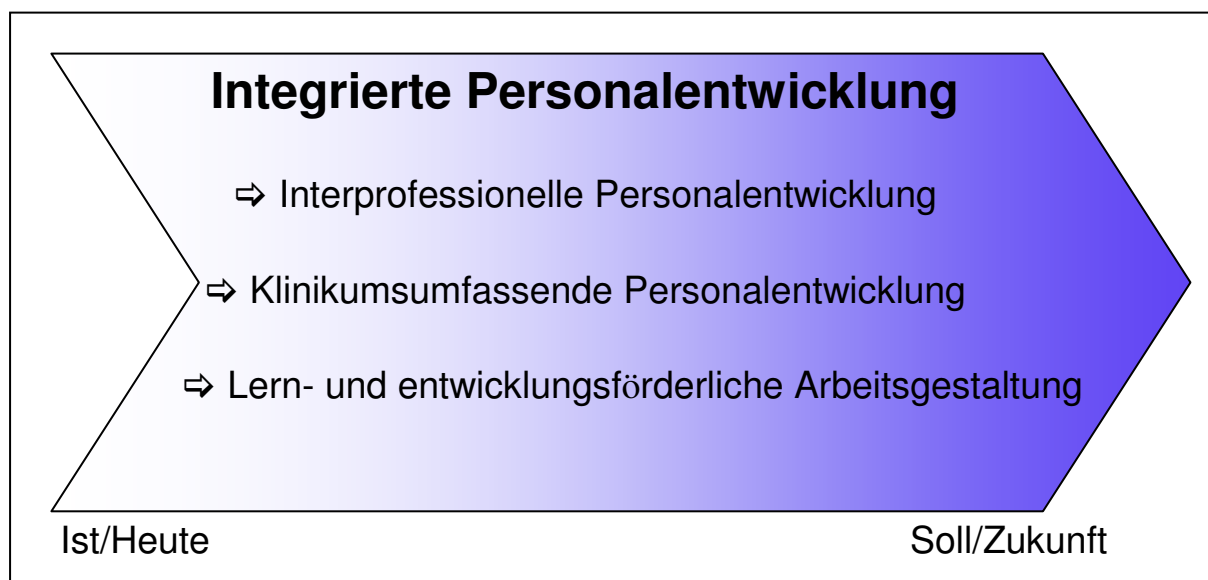 Integrierte Personalentwicklung
⇨ Interprofessionelle Personalentwicklung
⇨ Klinikumsumfassende Personalentwicklung
⇨ Lern- und entwicklungsförderliche Arbeitsgestaltung
Ist/Heute Soll/Zukunft